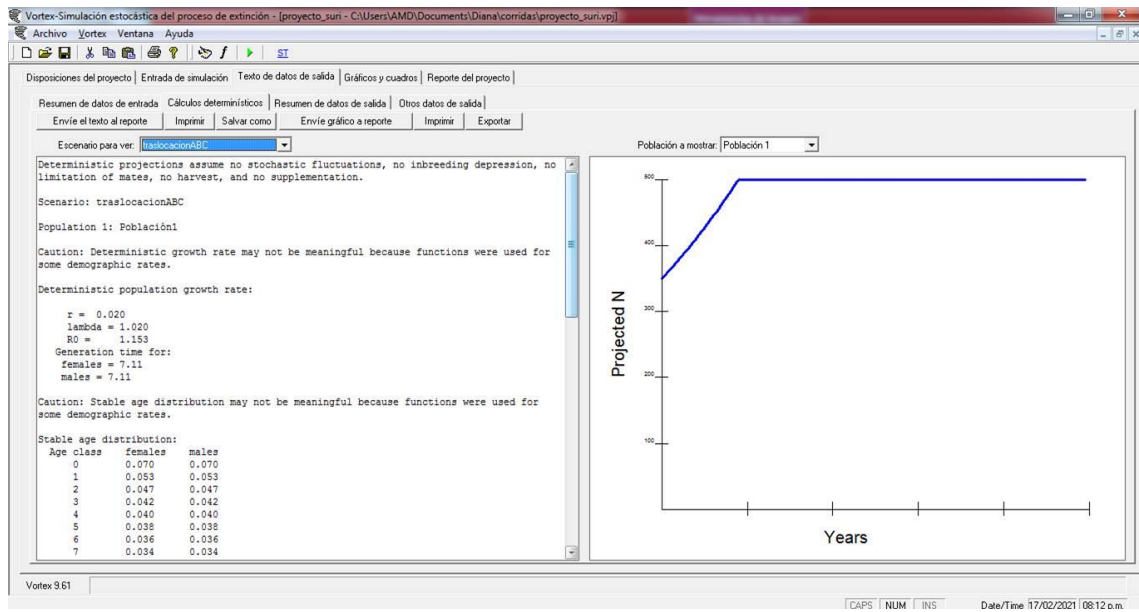 Vortex-Simulación estocástica del proceso de extinción - [proyecto_suri - C:\Users\AMD\Documents\Diana\corridas\proyecto_suri.vpj]
Archivo Vortex Ventana Ayuda
ST
Disposiciones del proyecto | Entrada de simulación | Texto de datos de salida | Gráficos y cuadros | Reporte del proyecto
Resumen de datos de entrada | Cálculos determinísticos | Resumen de datos de salida | Otros datos de salida
Envíe el texto al reporte Imprimir Salvar como Envíe gráfico a reporte Imprimir Exportar
Escenario para ver: traslocacionABC Población a mostrar: Población 1
Deterministic projections assume no stochastic fluctuations, no inbreeding depression, no
limitation of mates, no harvest, and no supplementation.
Scenario: traslocacionABC
Population 1: Población1
Caution: Deterministic growth rate may not be meaningful because functions were used for
some demographic rates.
Deterministic population growth rate:
r = 0.020
lambda = 1.020
R0 = 1.153
Generation time for:
females = 7.11
males = 7.11
Caution: Stable age distribution may not be meaningful because functions were used for
some demographic rates.
Stable age distribution:
Age class females males
0 0.070 0.070
1 0.053 0.053
2 0.047 0.047
3 0.042 0.042
4 0.040 0.040
5 0.038 0.038
6 0.036 0.036
7 0.034 0.034
Projected N
500
400
300
200
100
Years
Vortex 9.61
CAPS NUM INS Date/Time 17/02/2021 08:12 p.m.